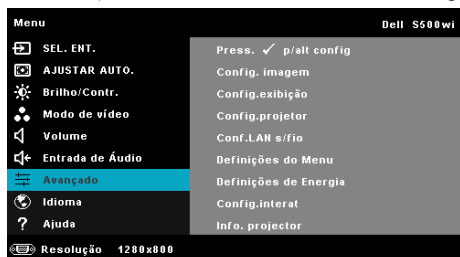 Menu Dell S500wi
SEL. ENT.
AJUSTAR AUTO.
Brilho/Contr.
Modo de vídeo
Volume
Entrada de Áudio
Avançado
Idioma
Ajuda
Press. ✓ p/alt config
Config. imagem
Config.exibição
Config.projetor
Conf.LAN s/fio
Definições do Menu
Definições de Energia
Config.interat
Info. projector
Resolução 1280x800